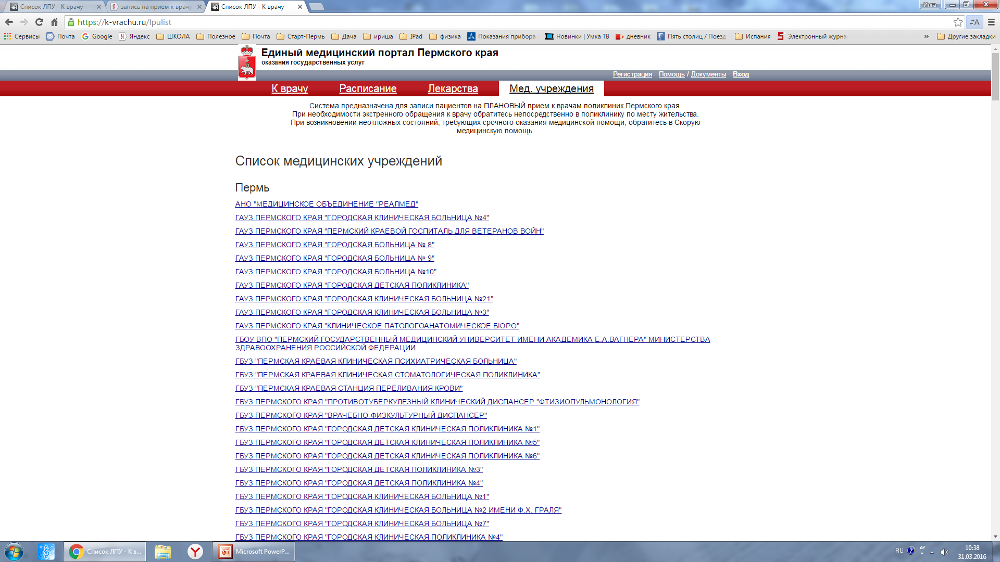 Список ЛПУ - К врачу
запись на прием к врачу
Список ЛПУ - К врачу
Инга
https://k-vrachu.ru/lpulist
Сервисы
Почта
Google
Яндекс
ШКОЛА
Полезное
Почта
Старт-Пермь
Дача
ириша
IPad
физика
Показания прибора
Новинки | Умка ТВ
дневник
Пять столиц / Поезд
Испания
Электронный журна
»
Другие закладки
Единый медицинский портал Пермского края
оказания государственных услуг
Регистрация Помощь / Документы Вход
К врачу Расписание Лекарства Мед. учреждения
Система предназначена для записи пациентов на ПЛАНОВЫЙ прием к врачам поликлиник Пермского края.
При необходимости экстренного обращения к врачу обратитесь непосредственно в поликлинику по месту жительства.
При возникновении неотложных состояний, требующих срочного оказания медицинской помощи, обратитесь в Скорую
медицинскую помощь.
Список медицинских учреждений
Пермь
АНО "МЕДИЦИНСКОЕ ОБЪЕДИНЕНИЕ "РЕАЛМЕД"
ГАУЗ ПЕРМСКОГО КРАЯ "ГОРОДСКАЯ КЛИНИЧЕСКАЯ БОЛЬНИЦА №4"
ГАУЗ ПЕРМСКОГО КРАЯ "ПЕРМСКИЙ КРАЕВОЙ ГОСПИТАЛЬ ДЛЯ ВЕТЕРАНОВ ВОЙН"
ГАУЗ ПЕРМСКОГО КРАЯ "ГОРОДСКАЯ БОЛЬНИЦА № 8"
ГАУЗ ПЕРМСКОГО КРАЯ "ГОРОДСКАЯ БОЛЬНИЦА № 9"
ГАУЗ ПЕРМСКОГО КРАЯ "ГОРОДСКАЯ БОЛЬНИЦА №10"
ГАУЗ ПЕРМСКОГО КРАЯ "ГОРОДСКАЯ ДЕТСКАЯ ПОЛИКЛИНИКА"
ГАУЗ ПЕРМСКОГО КРАЯ "ГОРОДСКАЯ КЛИНИЧЕСКАЯ БОЛЬНИЦА №21"
ГАУЗ ПЕРМСКОГО КРАЯ "ГОРОДСКАЯ КЛИНИЧЕСКАЯ БОЛЬНИЦА №3"
ГАУЗ ПЕРМСКОГО КРАЯ "КЛИНИЧЕСКОЕ ПАТОЛОГОАНАТОМИЧЕСКОЕ БЮРО"
ГБОУ ВПО "ПЕРМСКИЙ ГОСУДАРСТВЕННЫЙ МЕДИЦИНСКИЙ УНИВЕРСИТЕТ ИМЕНИ АКАДЕМИКА Е.А.ВАГНЕРА" МИНИСТЕРСТВА
ЗДРАВООХРАНЕНИЯ РОССИЙСКОЙ ФЕДЕРАЦИИ
ГБУЗ "ПЕРМСКАЯ КРАЕВАЯ КЛИНИЧЕСКАЯ ПСИХИАТРИЧЕСКАЯ БОЛЬНИЦА"
ГБУЗ "ПЕРМСКАЯ КРАЕВАЯ КЛИНИЧЕСКАЯ СТОМАТОЛОГИЧЕСКАЯ ПОЛИКЛИНИКА"
ГБУЗ "ПЕРМСКАЯ КРАЕВАЯ СТАНЦИЯ ПЕРЕЛИВАНИЯ КРОВИ"
ГБУЗ ПЕРМСКОГО КРАЯ "ПРОТИВОТУБЕРКУЛЕЗНЫЙ КЛИНИЧЕСКИЙ ДИСПАНСЕР "ФТИЗИОПУЛЬМОНОЛОГИЯ"
ГБУЗ ПЕРМСКОГО КРАЯ "ВРАЧЕБНО-ФИЗКУЛЬТУРНЫЙ ДИСПАНСЕР"
ГБУЗ ПЕРМСКОГО КРАЯ "ГОРОДСКАЯ ДЕТСКАЯ КЛИНИЧЕСКАЯ ПОЛИКЛИНИКА №1"
ГБУЗ ПЕРМСКОГО КРАЯ "ГОРОДСКАЯ ДЕТСКАЯ КЛИНИЧЕСКАЯ ПОЛИКЛИНИКА №5"
ГБУЗ ПЕРМСКОГО КРАЯ "ГОРОДСКАЯ ДЕТСКАЯ КЛИНИЧЕСКАЯ ПОЛИКЛИНИКА №6"
ГБУЗ ПЕРМСКОГО КРАЯ "ГОРОДСКАЯ ДЕТСКАЯ ПОЛИКЛИНИКА №3"
ГБУЗ ПЕРМСКОГО КРАЯ "ГОРОДСКАЯ ДЕТСКАЯ ПОЛИКЛИНИКА №4"
ГБУЗ ПЕРМСКОГО КРАЯ "ГОРОДСКАЯ КЛИНИЧЕСКАЯ БОЛЬНИЦА №1"
ГБУЗ ПЕРМСКОГО КРАЯ "ГОРОДСКАЯ КЛИНИЧЕСКАЯ БОЛЬНИЦА №2 ИМЕНИ Ф.Х. ГРАЛЯ"
ГБУЗ ПЕРМСКОГО КРАЯ "ГОРОДСКАЯ КЛИНИЧЕСКАЯ БОЛЬНИЦА №7"
ГБУЗ ПЕРМСКОГО КРАЯ "ГОРОДСКАЯ КЛИНИЧЕСКАЯ ПОЛИКЛИНИКА №4"
Список ЛПУ - К в...
Microsoft PowerP...
RU
10:38
31.03.2016